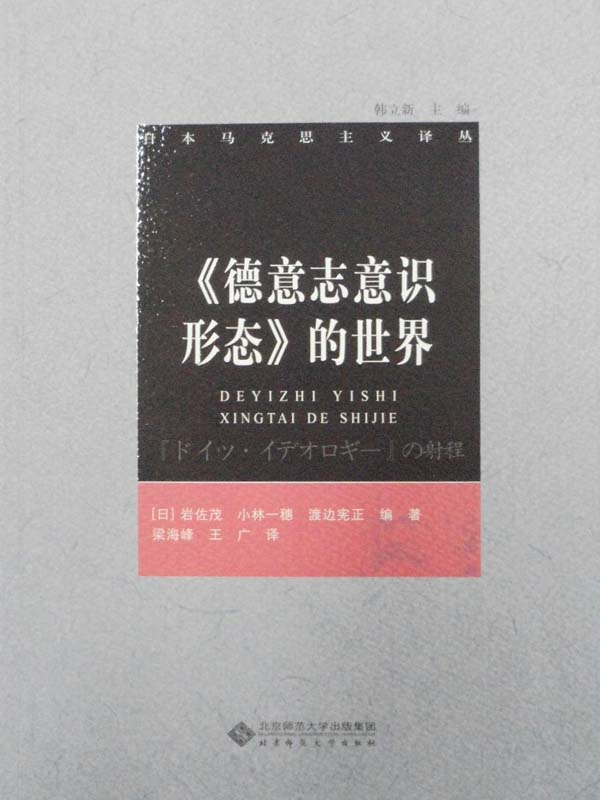 韩立新 主编
日本马克思主义译丛
《德意志意识
形态》的世界
DEYIZHI YISHI
XINGTAI DE SHIJIE
『ドイツ・イデオロギー』の射程
[日]岩佐茂 小林一穗 渡边宪正 编著
梁海峰 王广 译
北京师范大学出版集团
北京师范大学出版社